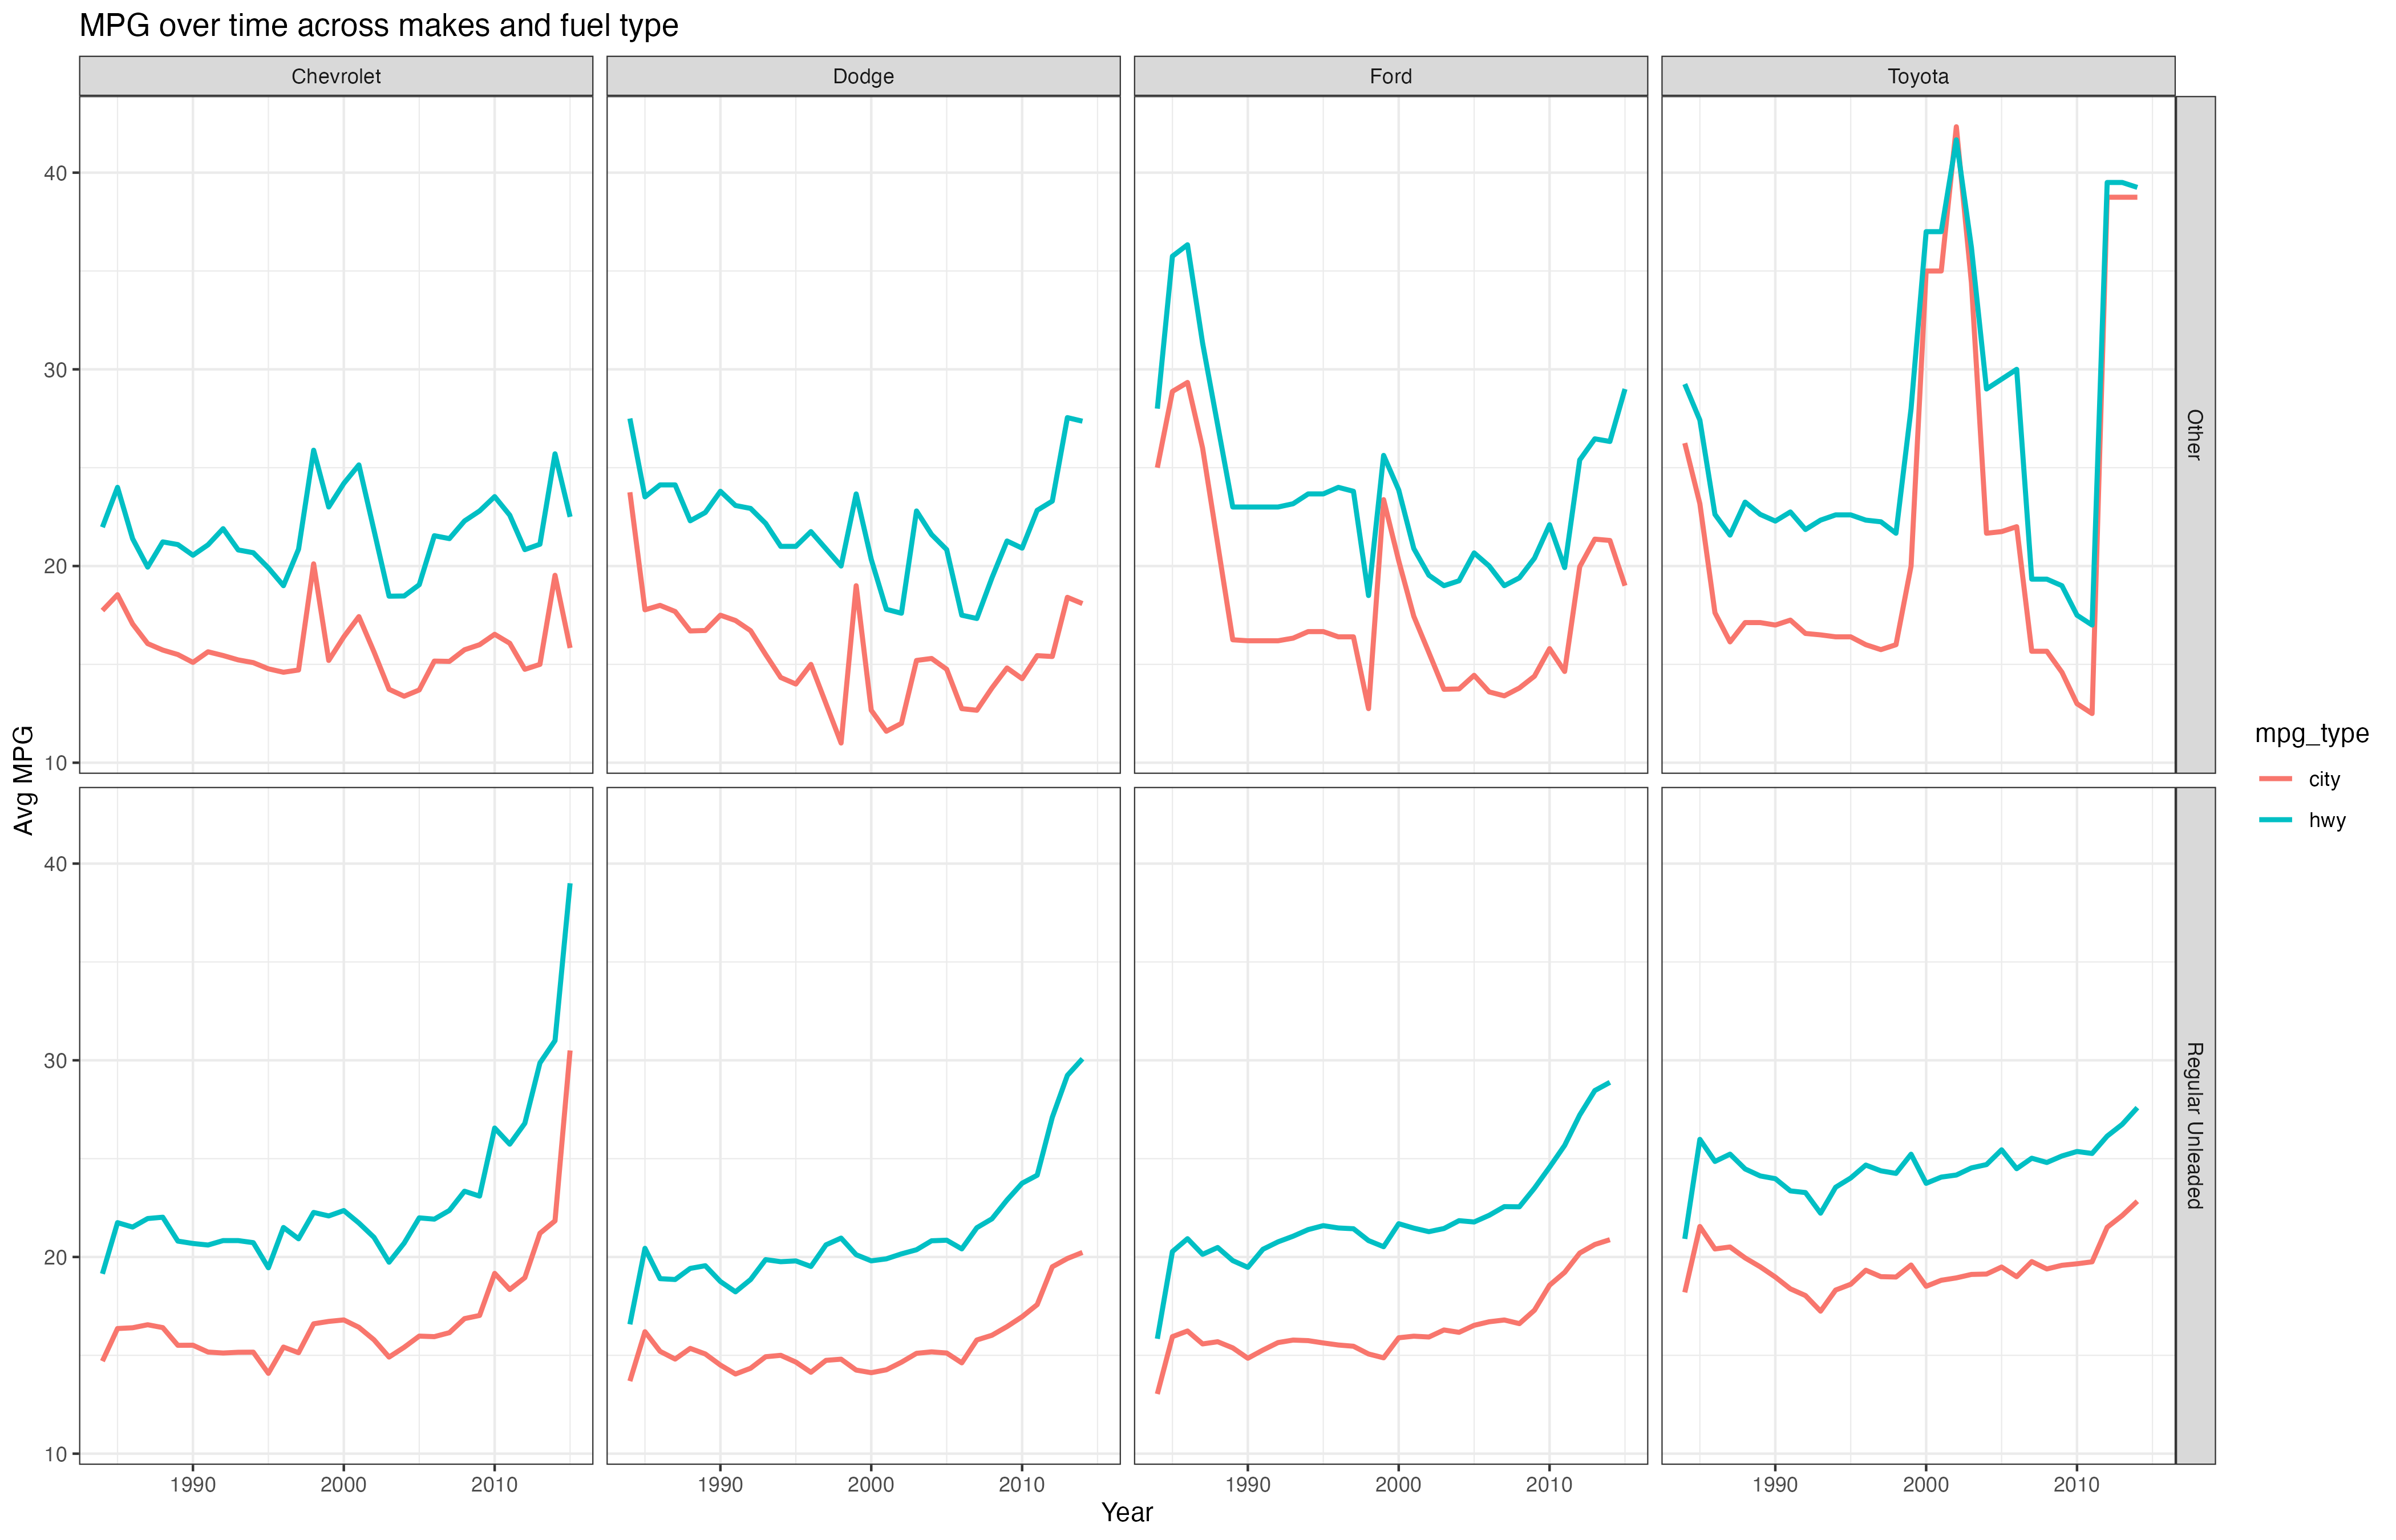 MPG over time across makes and fuel type
Chevrolet
Dodge
Ford
Toyota
40
30
20
10
Other
40
30
20
10
Regular Unleaded
Avg MPG
1990
2000
2010
1990
2000
2010
1990
2000
2010
1990
2000
2010
Year
mpg_type
city
hwy